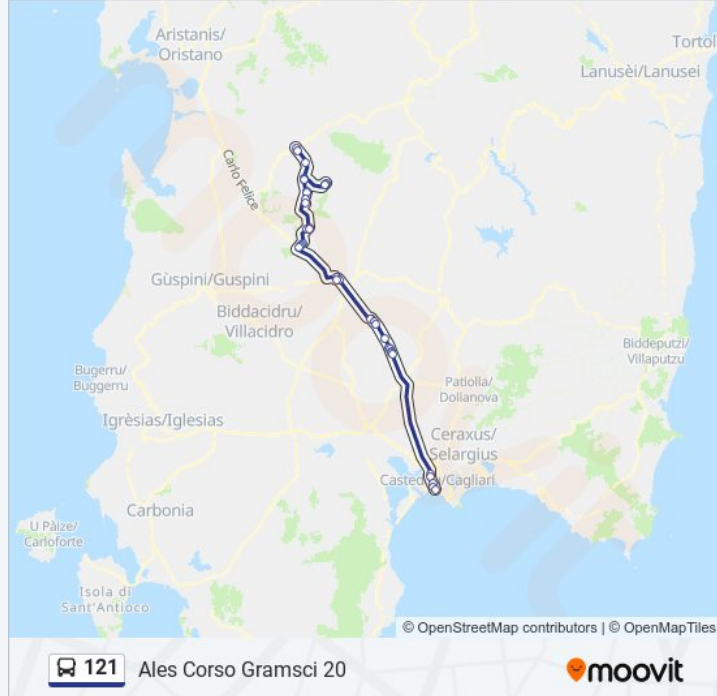 Aristanis/
Oristano
Tortol
Lanusèi/Lanusei
Carlo Felice
Gùspini/Guspini
Biddacidru/
Villacidro
Biddeputzi/
Villaputzu
Bugerru/
Buggerru
Patiolla/
Dolianova
Igrèsias/Iglesias
Ceraxus/
Selargius
Casteddu/Cagliari
Carbonia
U Pàize/
Carloforte
Isola di
Sant'Antioco
© OpenStreetMap contributors | © OpenMapTiles
121 Ales Corso Gramsci 20
moovit